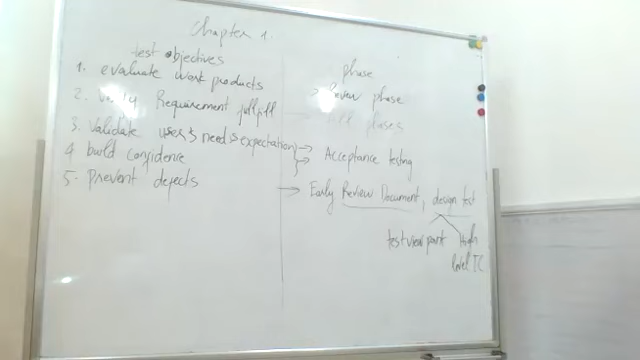 Chapter 1.
test objectives
1. evaluate work products
2. Verify Requirement fulfill
3. Validate users needs expectation
4 build confidence
5. prevent defects
phase
Review phase
phases
Acceptance testing
Early Review Document, design test
test view point High
level TC